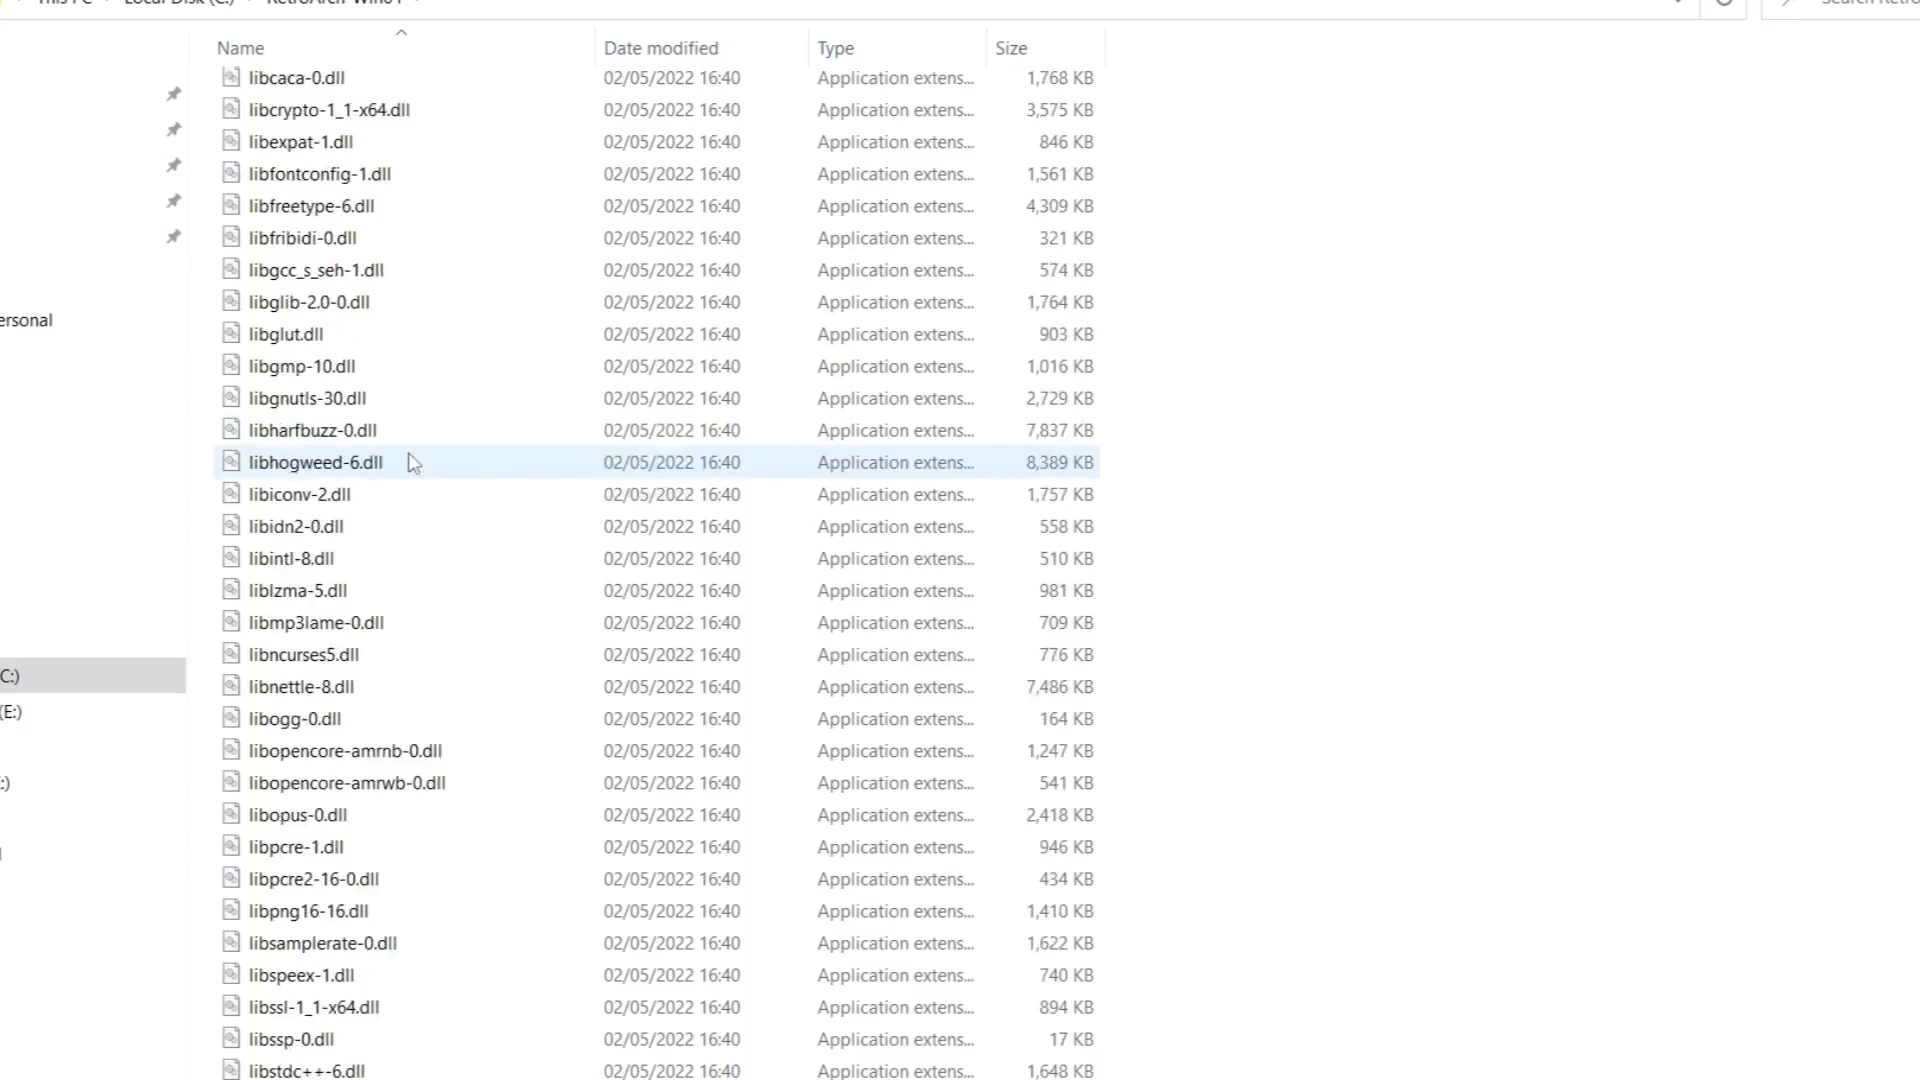 This PC Local Disk (C:) RetroArch-Win64 Search Retro
Name Date modified Type Size
libcaca-0.dll 02/05/2022 16:40 Application extens... 1,768 KB
libcrypto-1_1-x64.dll 02/05/2022 16:40 Application extens... 3,575 KB
libexpat-1.dll 02/05/2022 16:40 Application extens... 846 KB
libfontconfig-1.dll 02/05/2022 16:40 Application extens... 1,561 KB
libfreetype-6.dll 02/05/2022 16:40 Application extens... 4,309 KB
libfribidi-0.dll 02/05/2022 16:40 Application extens... 321 KB
libgcc_s_seh-1.dll 02/05/2022 16:40 Application extens... 574 KB
libglib-2.0-0.dll 02/05/2022 16:40 Application extens... 1,764 KB
ersonal
libglut.dll 02/05/2022 16:40 Application extens... 903 KB
libgmp-10.dll 02/05/2022 16:40 Application extens... 1,016 KB
libgnutls-30.dll 02/05/2022 16:40 Application extens... 2,729 KB
libharfbuzz-0.dll 02/05/2022 16:40 Application extens... 7,837 KB
libhogweed-6.dll 02/05/2022 16:40 Application extens... 8,389 KB
libiconv-2.dll 02/05/2022 16:40 Application extens... 1,757 KB
libidn2-0.dll 02/05/2022 16:40 Application extens... 558 KB
libintl-8.dll 02/05/2022 16:40 Application extens... 510 KB
liblzma-5.dll 02/05/2022 16:40 Application extens... 981 KB
libmp3lame-0.dll 02/05/2022 16:40 Application extens... 709 KB
libncurses5.dll 02/05/2022 16:40 Application extens... 776 KB
C:)
libnettle-8.dll 02/05/2022 16:40 Application extens... 7,486 KB
(E:)
libogg-0.dll 02/05/2022 16:40 Application extens... 164 KB
libopencore-amrnb-0.dll 02/05/2022 16:40 Application extens... 1,247 KB
:)
libopencore-amrwb-0.dll 02/05/2022 16:40 Application extens... 541 KB
libopus-0.dll 02/05/2022 16:40 Application extens... 2,418 KB
libpcre-1.dll 02/05/2022 16:40 Application extens... 946 KB
libpcre2-16-0.dll 02/05/2022 16:40 Application extens... 434 KB
libpng16-16.dll 02/05/2022 16:40 Application extens... 1,410 KB
libsamplerate-0.dll 02/05/2022 16:40 Application extens... 1,622 KB
libspeex-1.dll 02/05/2022 16:40 Application extens... 740 KB
libssl-1_1-x64.dll 02/05/2022 16:40 Application extens... 894 KB
libssp-0.dll 02/05/2022 16:40 Application extens... 17 KB
libstdc++-6.dll 02/05/2022 16:40 Application extens... 1,648 KB